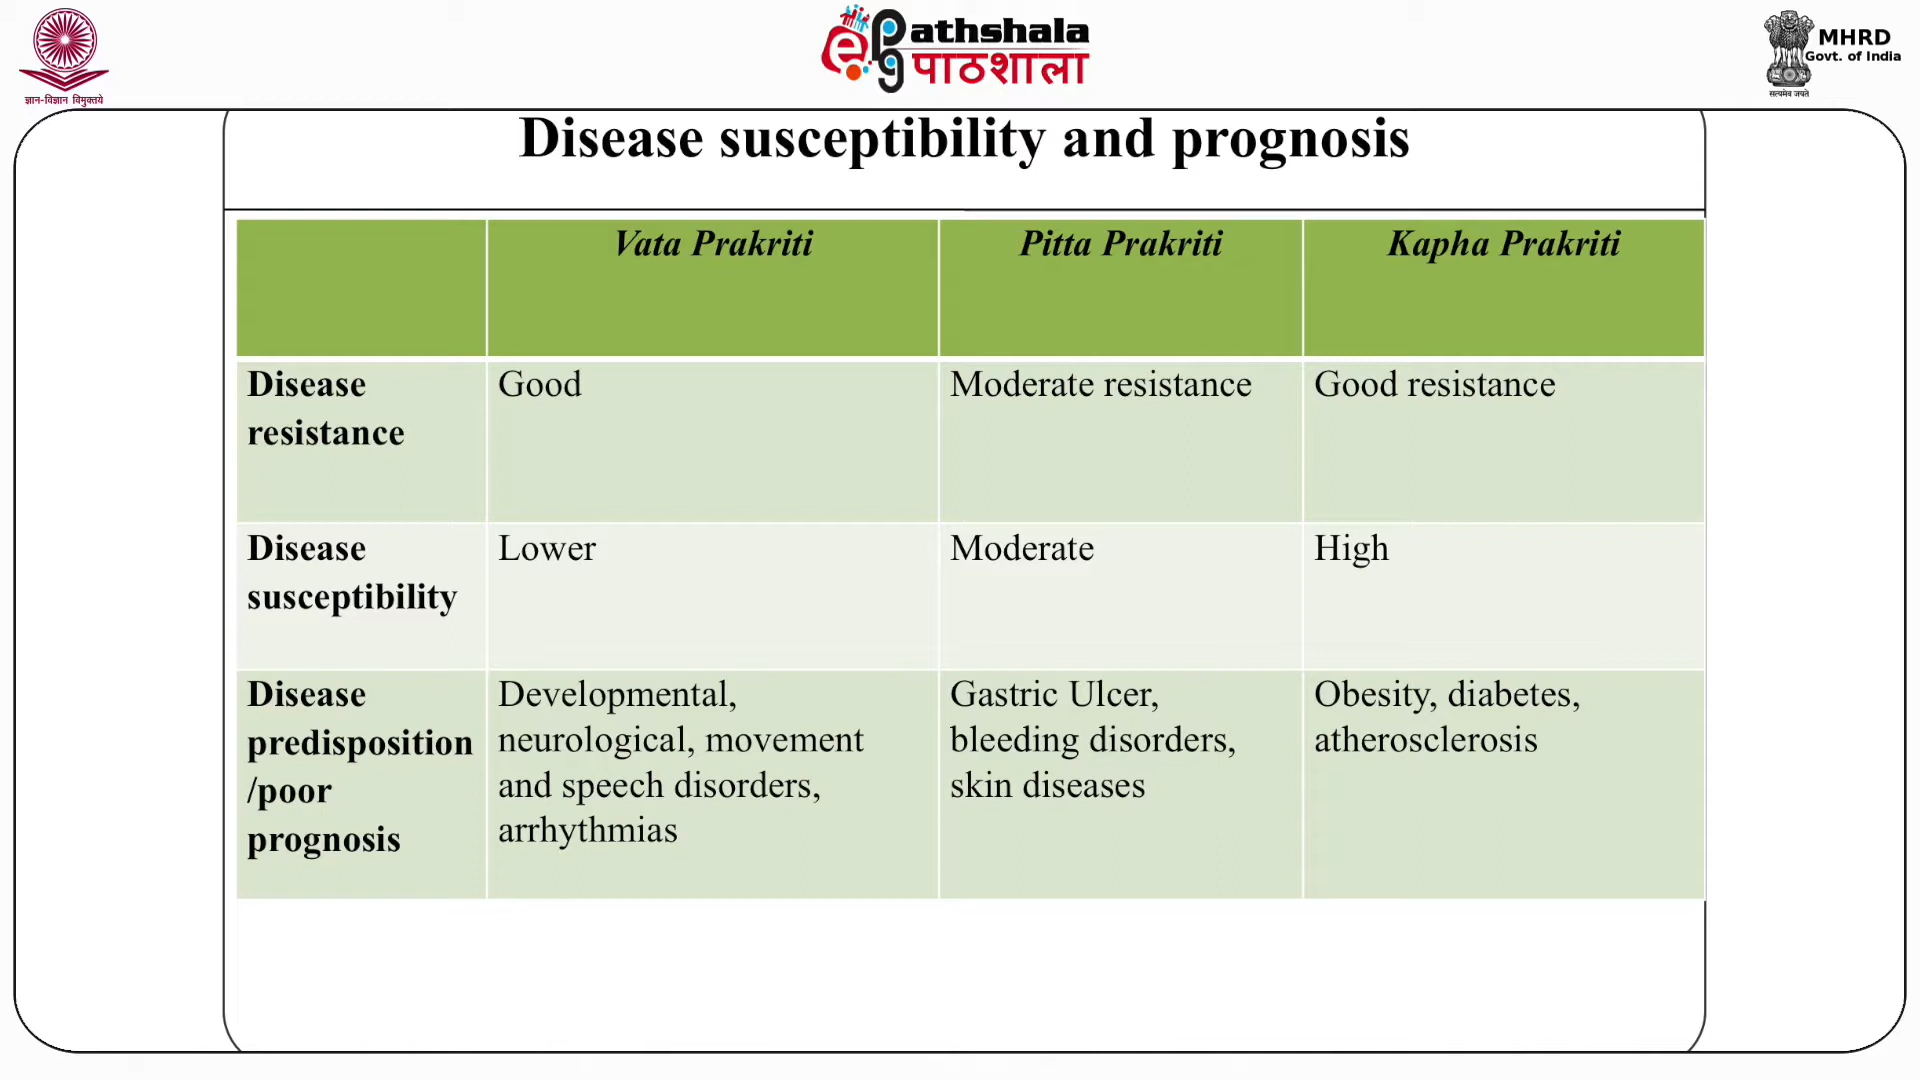 ज्ञान-विज्ञान विमुक्तये
e Pg athshala
पाठशाला
MHRD
Govt. of India
सत्यमेव जयते
Disease susceptibility and prognosis
Vata Prakriti
Pitta Prakriti
Kapha Prakriti
Disease
resistance
Good
Moderate resistance
Good resistance
Disease
susceptibility
Lower
Moderate
High
Disease
predisposition
/poor
prognosis
Developmental,
neurological, movement
and speech disorders,
arrhythmias
Gastric Ulcer,
bleeding disorders,
skin diseases
Obesity, diabetes,
atherosclerosis